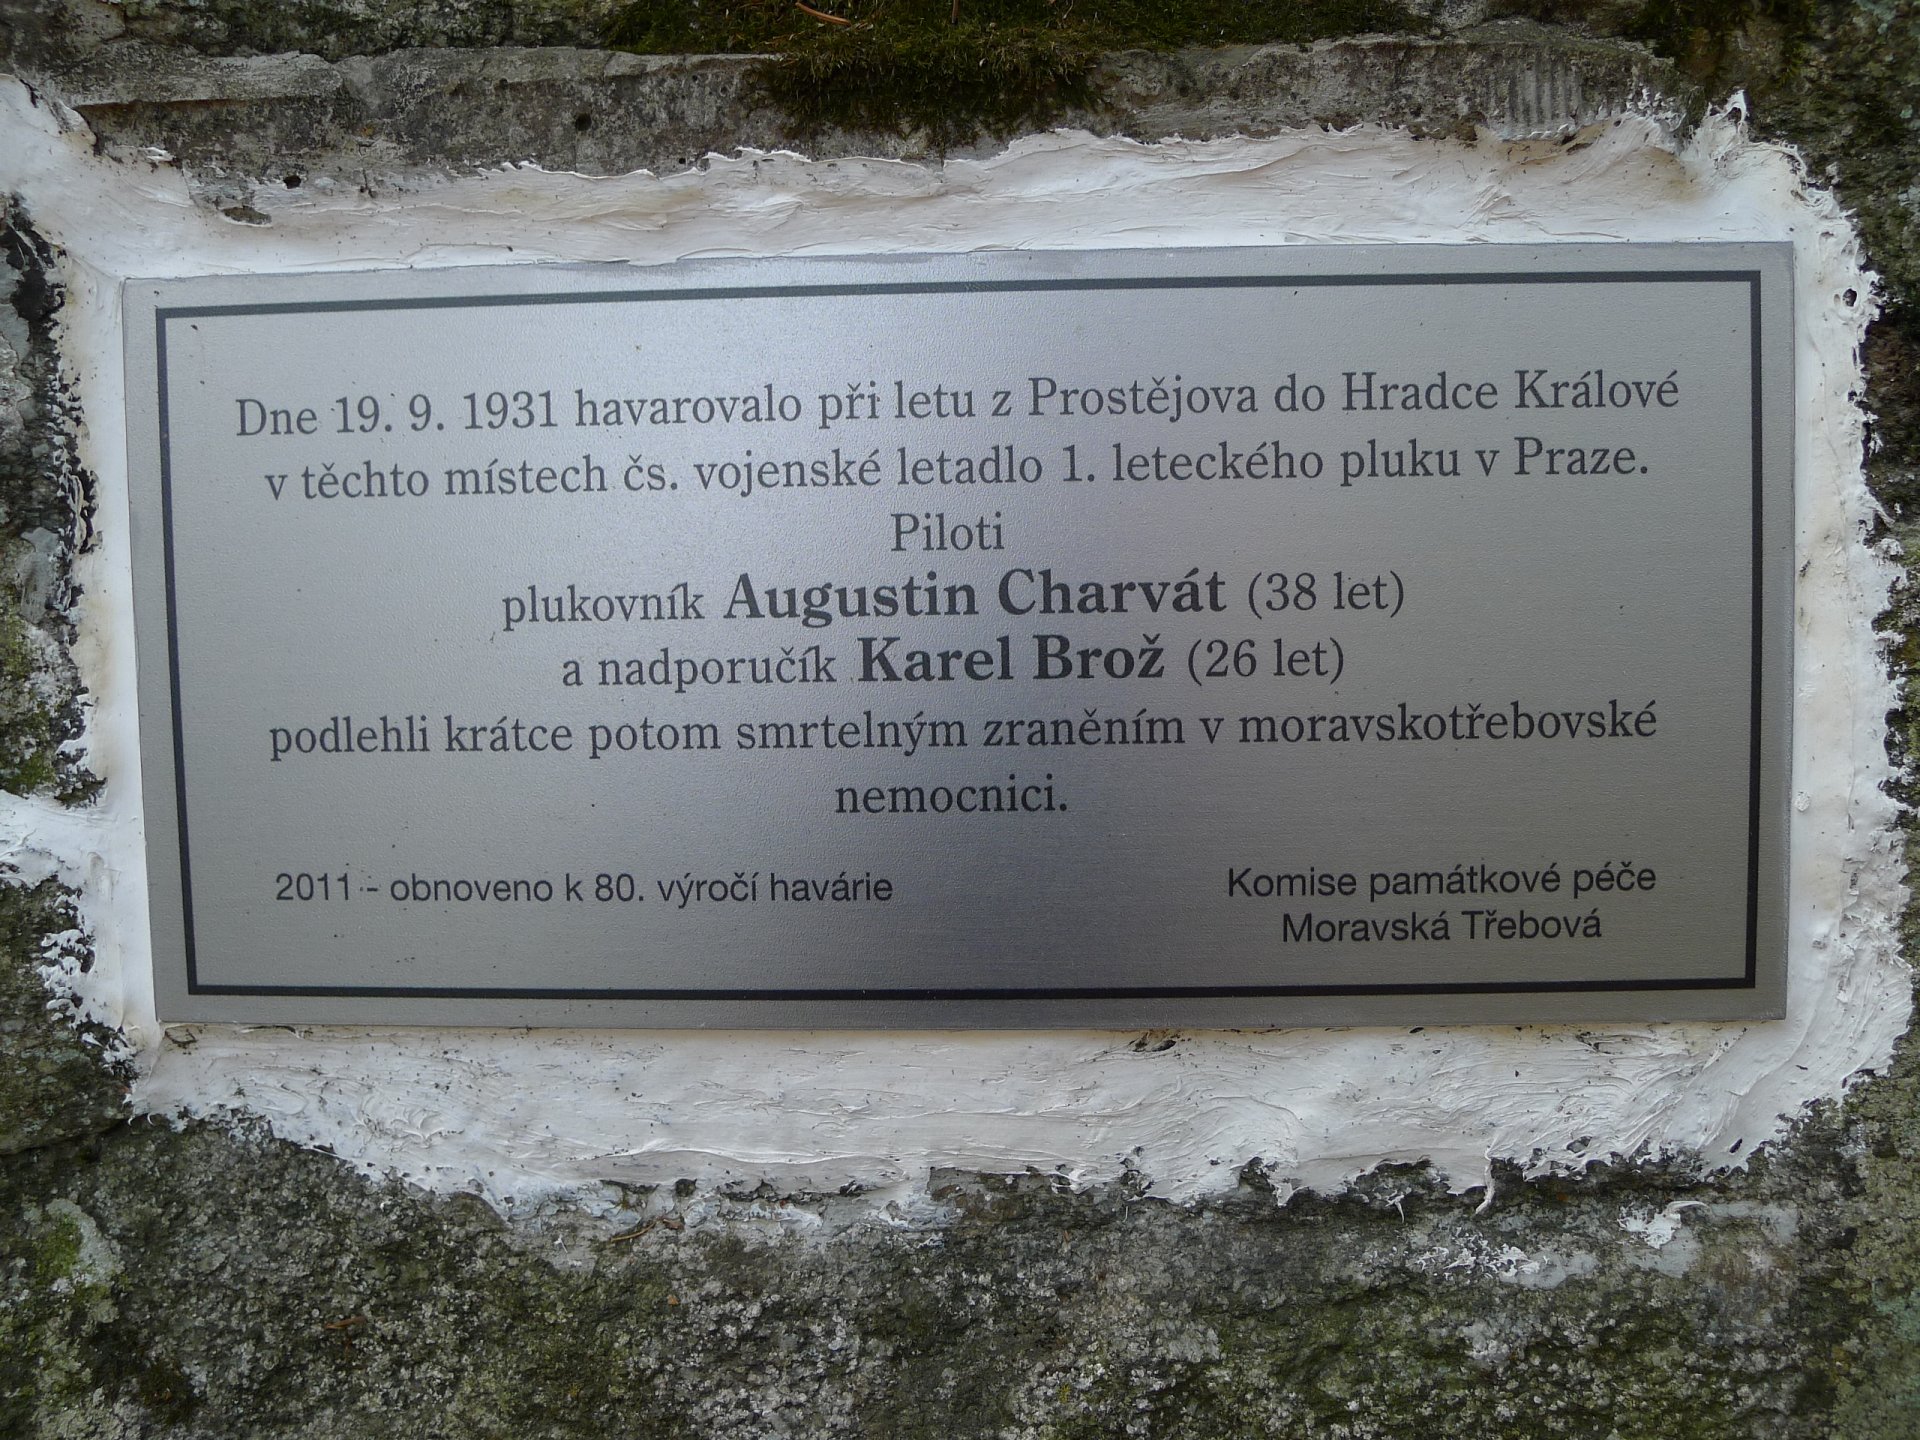 Dne 19. 9. 1931 havarovalo při letu z Prostějova do Hradce Králové
v těchto místech čs. vojenské letadlo 1. leteckého pluku v Praze.
Piloti
plukovník Augustin Charvát (38 let)
a nadporučík Karel Brož (26 let)
podlehli krátce potom smrtelným zraněním v moravskotřebovské
nemocnici.
2011 - obnoveno k 80. výročí havárie
Komise památkové péče
Moravská Třebová